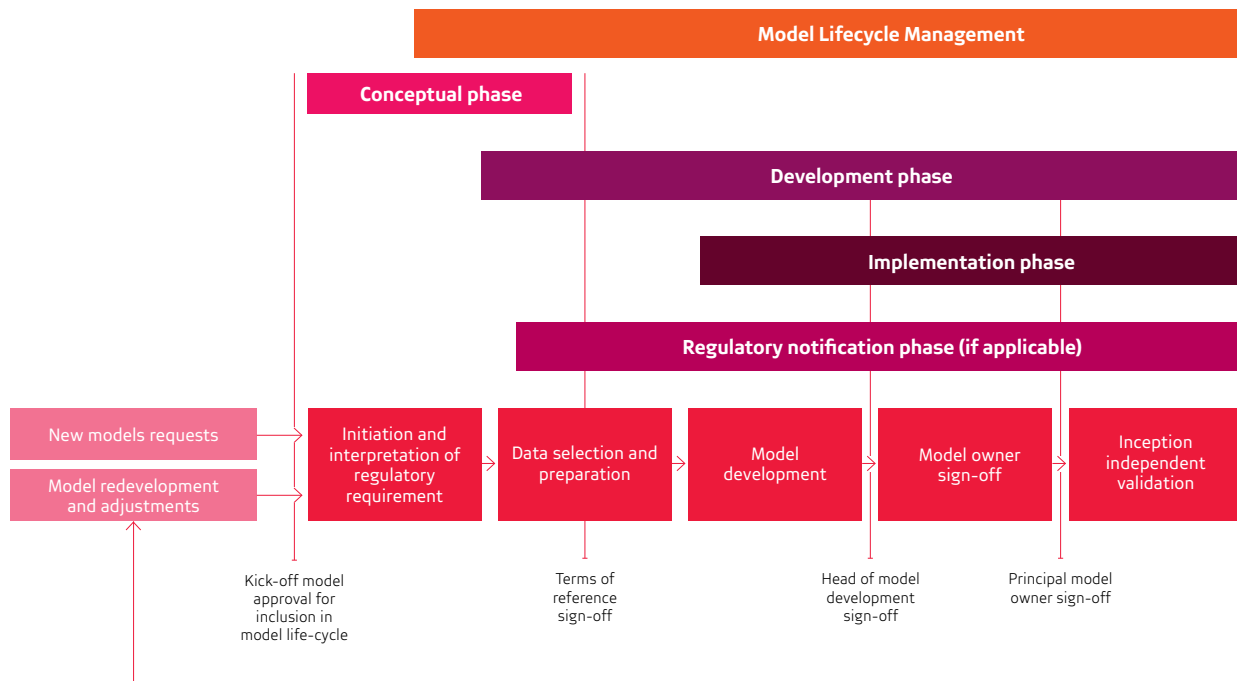 Model Lifecycle Management
Conceptual phase
Development phase
Implementation phase
Regulatory notification phase (if applicable)
New models requests
Model redevelopment
and adjustments
Initiation and
interpretation of
regulatory
requirement
Data selection and
preparation
Model
development
Model owner
sign-off
Inception
independent
validation
Kick-off model
approval for
inclusion in
model life-cycle
Terms of
reference
sign-off
Head of model
development
sign-off
Principal model
owner sign-off